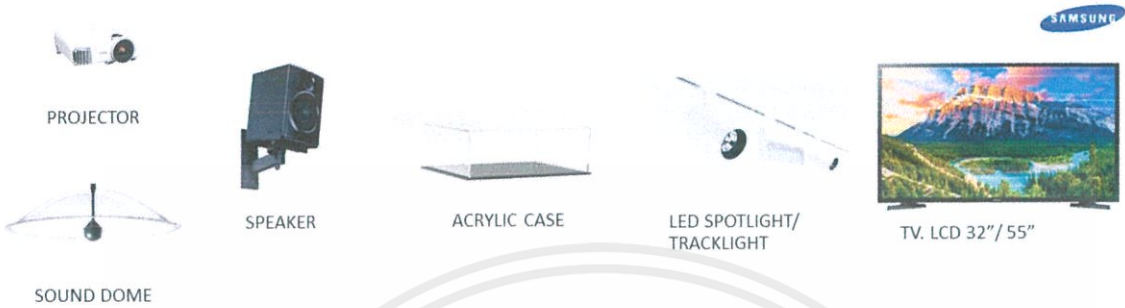 SAMSUNG
PROJECTOR
SPEAKER
ACRYLIC CASE
LED SPOTLIGHT/
TRACKLIGHT
TV. LCD 32"/ 55"
SOUND DOME